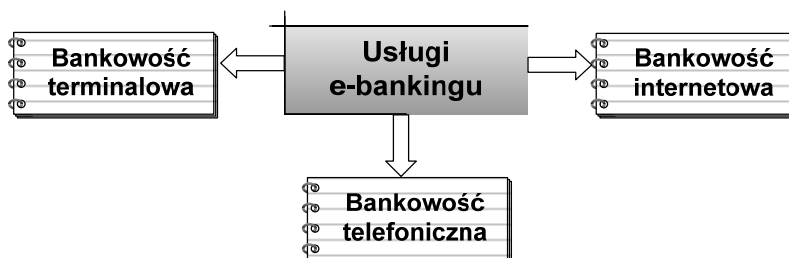 Usługi
e-bankingu
Bankowość
terminalowa
Bankowość
internetowa
Bankowość
telefoniczna